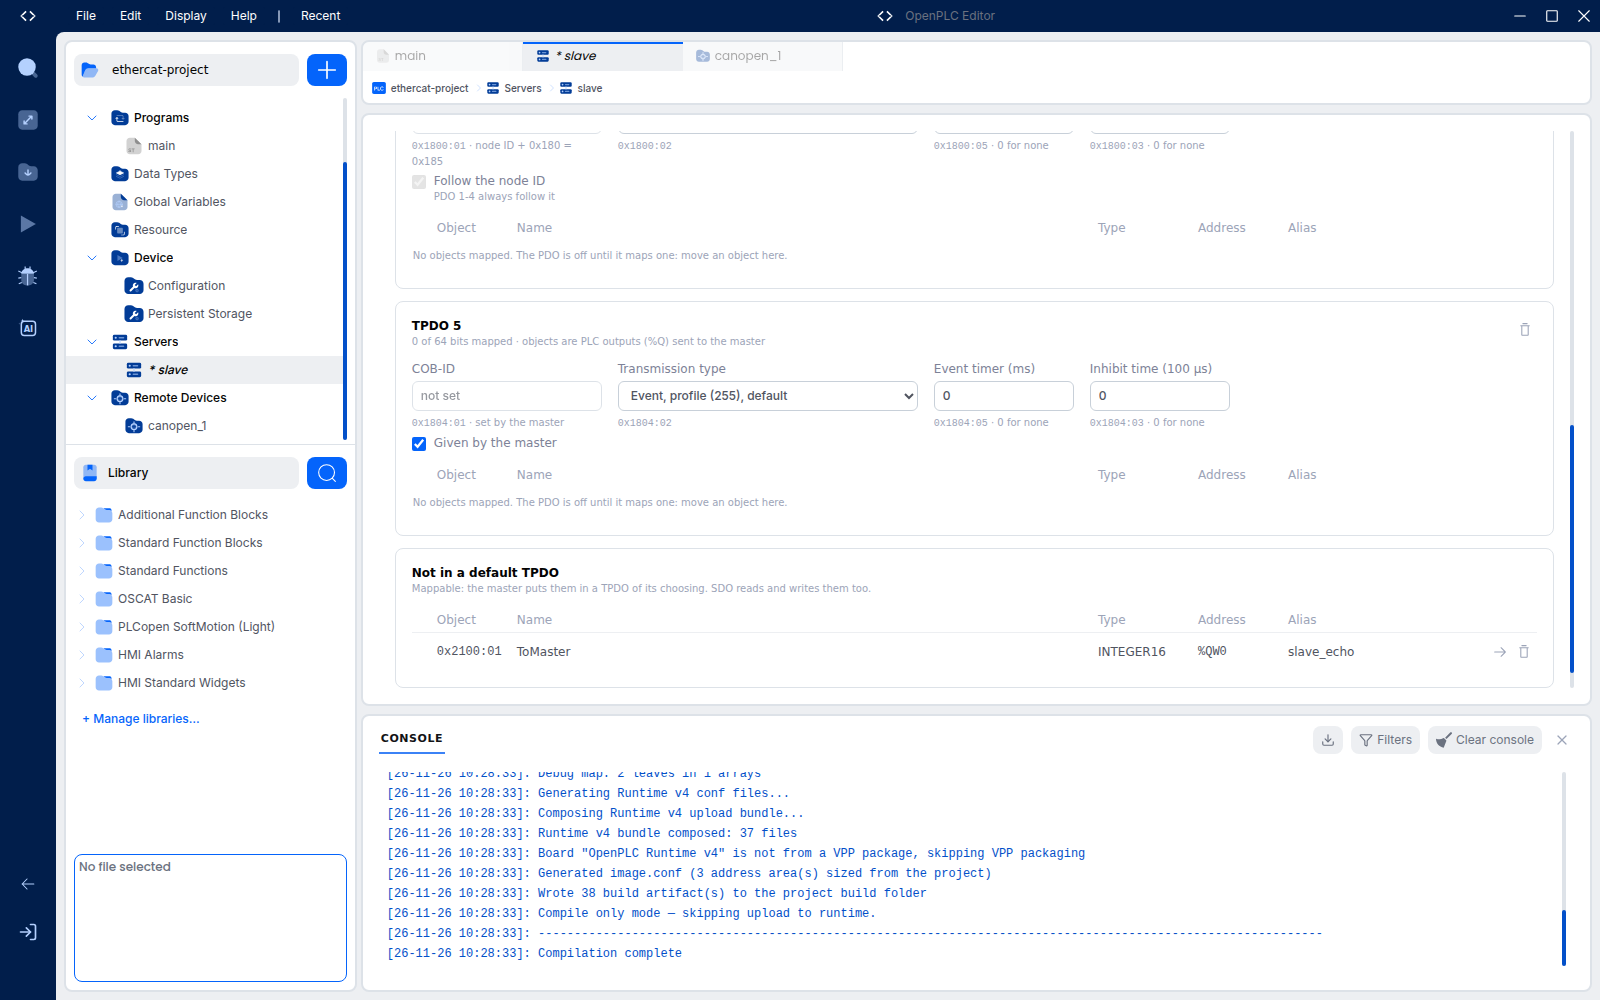 File Edit Display Help | Recent
OpenPLC Editor
ethercat-project
Programs
main
Data Types
Global Variables
Resource
Device
Configuration
Persistent Storage
Servers
* slave
Remote Devices
canopen_1
Library
Additional Function Blocks
Standard Function Blocks
Standard Functions
OSCAT Basic
PLCopen SoftMotion (Light)
HMI Alarms
HMI Standard Widgets
+ Manage libraries...
No file selected
main
* slave
canopen_1
PLC ethercat-project Servers slave
0x1800:01 · node ID + 0x180 =
0x185
0x1800:02
0x1800:05 · 0 for none
0x1800:03 · 0 for none
Follow the node ID
PDO 1-4 always follow it
Object Name Type Address Alias
No objects mapped. The PDO is off until it maps one: move an object here.
TPDO 5
0 of 64 bits mapped · objects are PLC outputs (%Q) sent to the master
COB-ID Transmission type Event timer (ms) Inhibit time (100 µs)
not set Event, profile (255), default 0 0
0x1804:01 · set by the master 0x1804:02 0x1804:05 · 0 for none 0x1804:03 · 0 for none
Given by the master
Object Name Type Address Alias
No objects mapped. The PDO is off until it maps one: move an object here.
Not in a default TPDO
Mappable: the master puts them in a TPDO of its choosing. SDO reads and writes them too.
Object Name Type Address Alias
0x2100:01 ToMaster INTEGER16 %QW0 slave_echo
CONSOLE
Filters
Clear console
[26-11-26 10:28:33]: Debug map: 2 leaves in 1 arrays
[26-11-26 10:28:33]: Generating Runtime v4 conf files...
[26-11-26 10:28:33]: Composing Runtime v4 upload bundle...
[26-11-26 10:28:33]: Runtime v4 bundle composed: 37 files
[26-11-26 10:28:33]: Board "OpenPLC Runtime v4" is not from a VPP package, skipping VPP packaging
[26-11-26 10:28:33]: Generated image.conf (3 address area(s) sized from the project)
[26-11-26 10:28:33]: Wrote 38 build artifact(s) to the project build folder
[26-11-26 10:28:33]: Compile only mode — skipping upload to runtime.
[26-11-26 10:28:33]: -------------------------------------------------------------------------------------------------------------
[26-11-26 10:28:33]: Compilation complete
AI